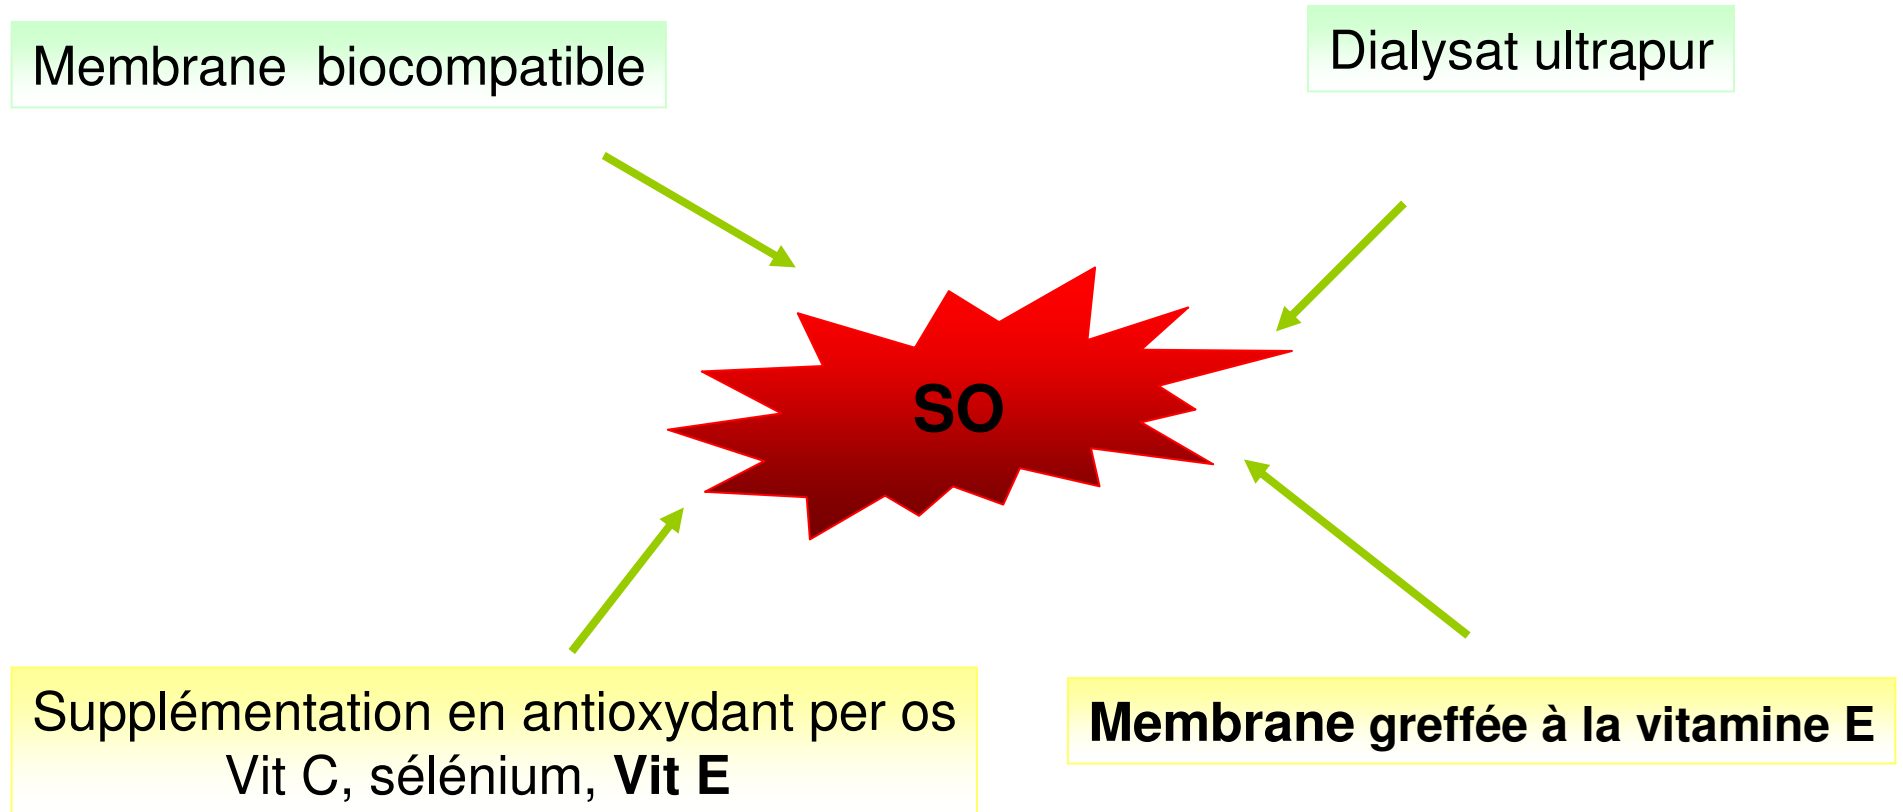 Membrane biocompatible
Dialysat ultrapur
SO
Supplémentation en antioxydant per os
Vit C, sélénium, Vit E
Membrane greffée à la vitamine E